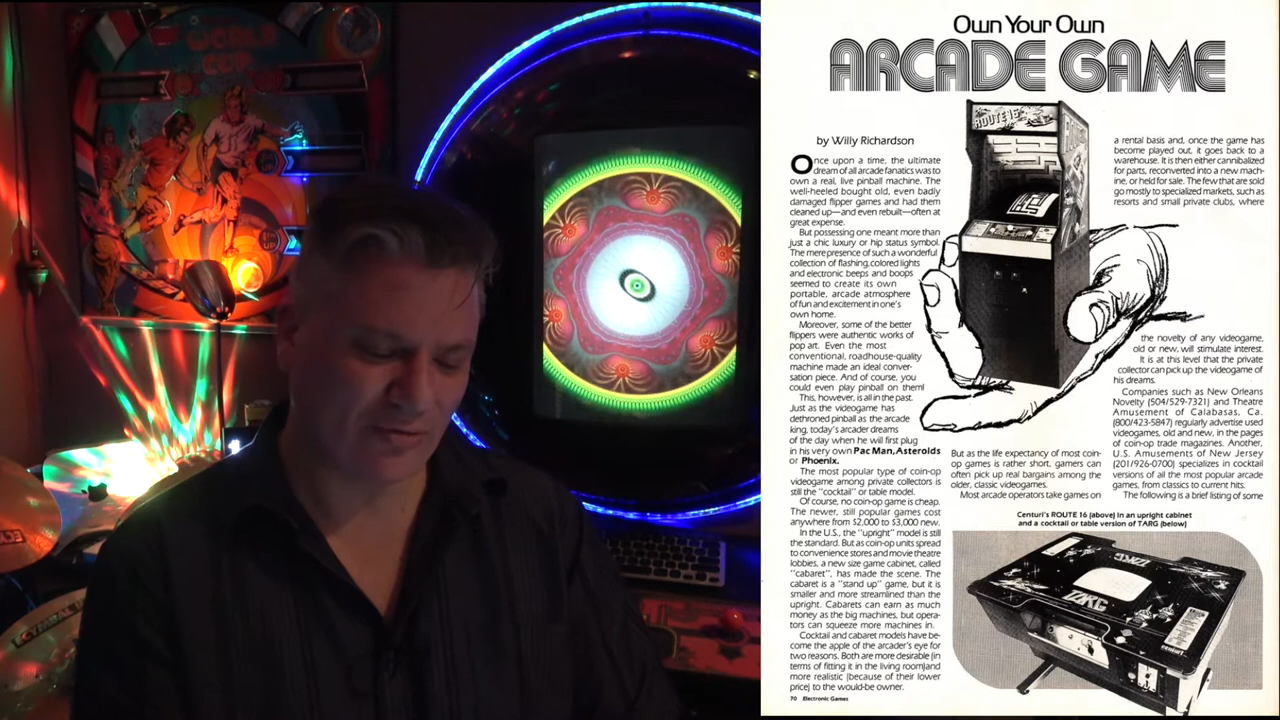 WORLD
CUP
CYMBAL
Own Your Own
ARCADE GAME
by Willy Richardson
Once upon a time, the ultimate
dream of all arcade fanatics was to
own a real, live pinball machine. The
well-heeled bought old, even badly
damaged flipper games and had them
cleaned up—and even rebuilt—often at
great expense.
But possessing one meant more than
just a chic luxury or hip status symbol.
The mere presence of such a wonderful
collection of flashing, colored lights
and electronic beeps and boops
seemed to create its own
portable, arcade atmosphere
of fun and excitement in one's
own home.
Moreover, some of the better
flippers were authentic works of
pop art. Even the most
conventional, roadhouse-quality
machine made an ideal conver-
sation piece. And of course, you
could even play pinball on them!
This, however, is all in the past.
Just as the videogame has
dethroned pinball as the arcade
king, today's arcader dreams
of the day when he will first plug
in his very own Pac Man, Asteroids
or Phoenix.
The most popular type of coin-op
videogame among private collectors is
still the "cocktail" or table model.
Of course, no coin-op game is cheap.
The newer, still popular games cost
anywhere from $2,000 to $3,000 new.
In the U.S., the "upright" model is still
the standard. But as coin-op units spread
to convenience stores and movie theatre
lobbies, a new size game cabinet, called
"cabaret", has made the scene. The
cabaret is a "stand up" game, but it is
smaller and more streamlined than the
upright. Cabarets can earn as much
money as the big machines, but opera-
tors can squeeze more machines in.
Cocktail and cabaret models have be-
come the apple of the arcader's eye for
two reasons. Both are more desirable (in
terms of fitting it in the living room) and
more realistic (because of their lower
price) to the would-be owner.
70 Electronic Games
ROUTE 16
But as the life expectancy of most coin-
op games is rather short, gamers can
often pick up real bargains among the
older, classic videogames.
Most arcade operators take games on
a rental basis and, once the game has
become played out, it goes back to a
warehouse. It is then either cannibalized
for parts, reconverted into a new mach-
ine, or held for sale. The few that are sold
go mostly to specialized markets, such as
resorts and small private clubs, where
the novelty of any videogame,
old or new, will stimulate interest.
It is at this level that the private
collector can pick up the videogame of
his dreams.
Companies such as New Orleans
Novelty (504/529-7321) and Theatre
Amusement of Calabasas, Ca.
(800/423-5847) regularly advertise used
videogames, old and new, in the pages
of coin-op trade magazines. Another,
U.S. Amusements of New Jersey
(201/926-0700) specializes in cocktail
versions of all the most popular arcade
games, from classics to current hits.
The following is a brief listing of some
Centuri's ROUTE 16 (above) in an upright cabinet
and a cocktail or table version of TARG (below)
TARG
TARG
centuri